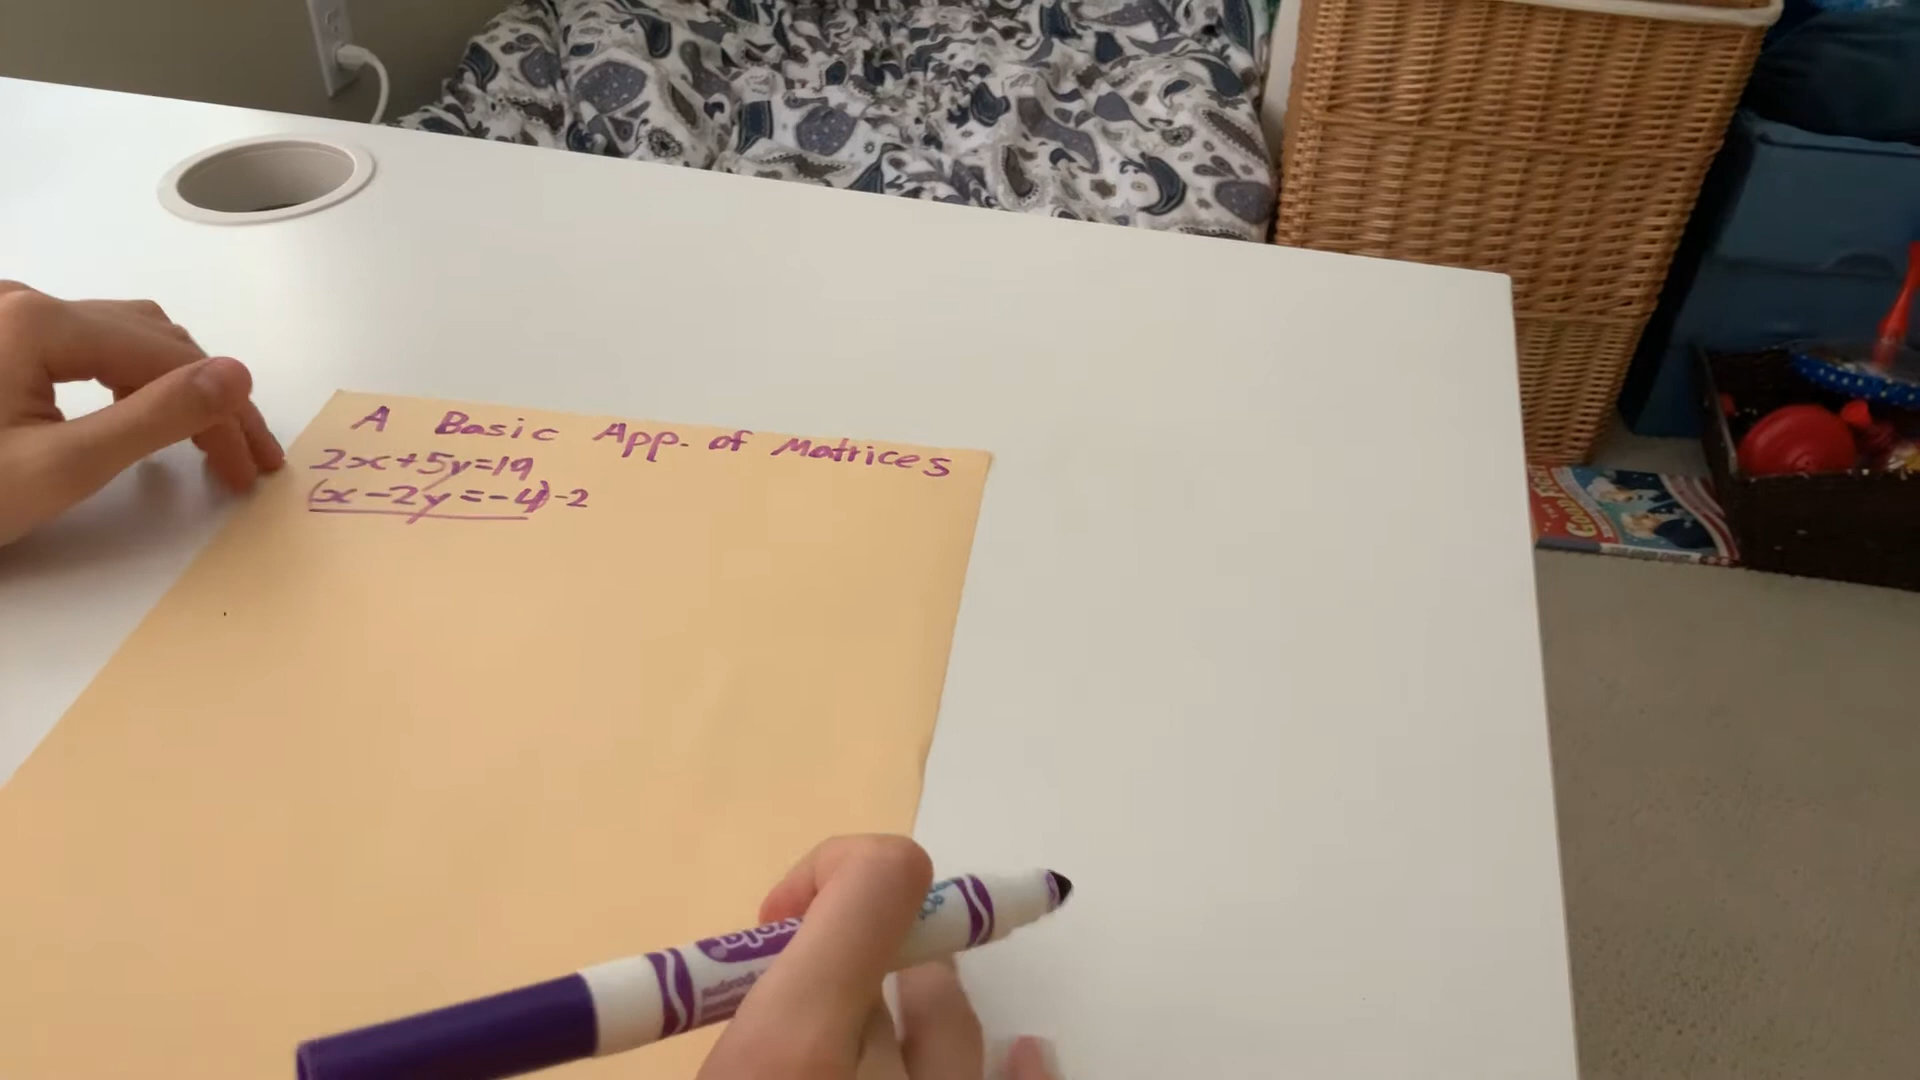 A Basic App. of Matrices
2x+5y=19
(x-2y=-4)-2